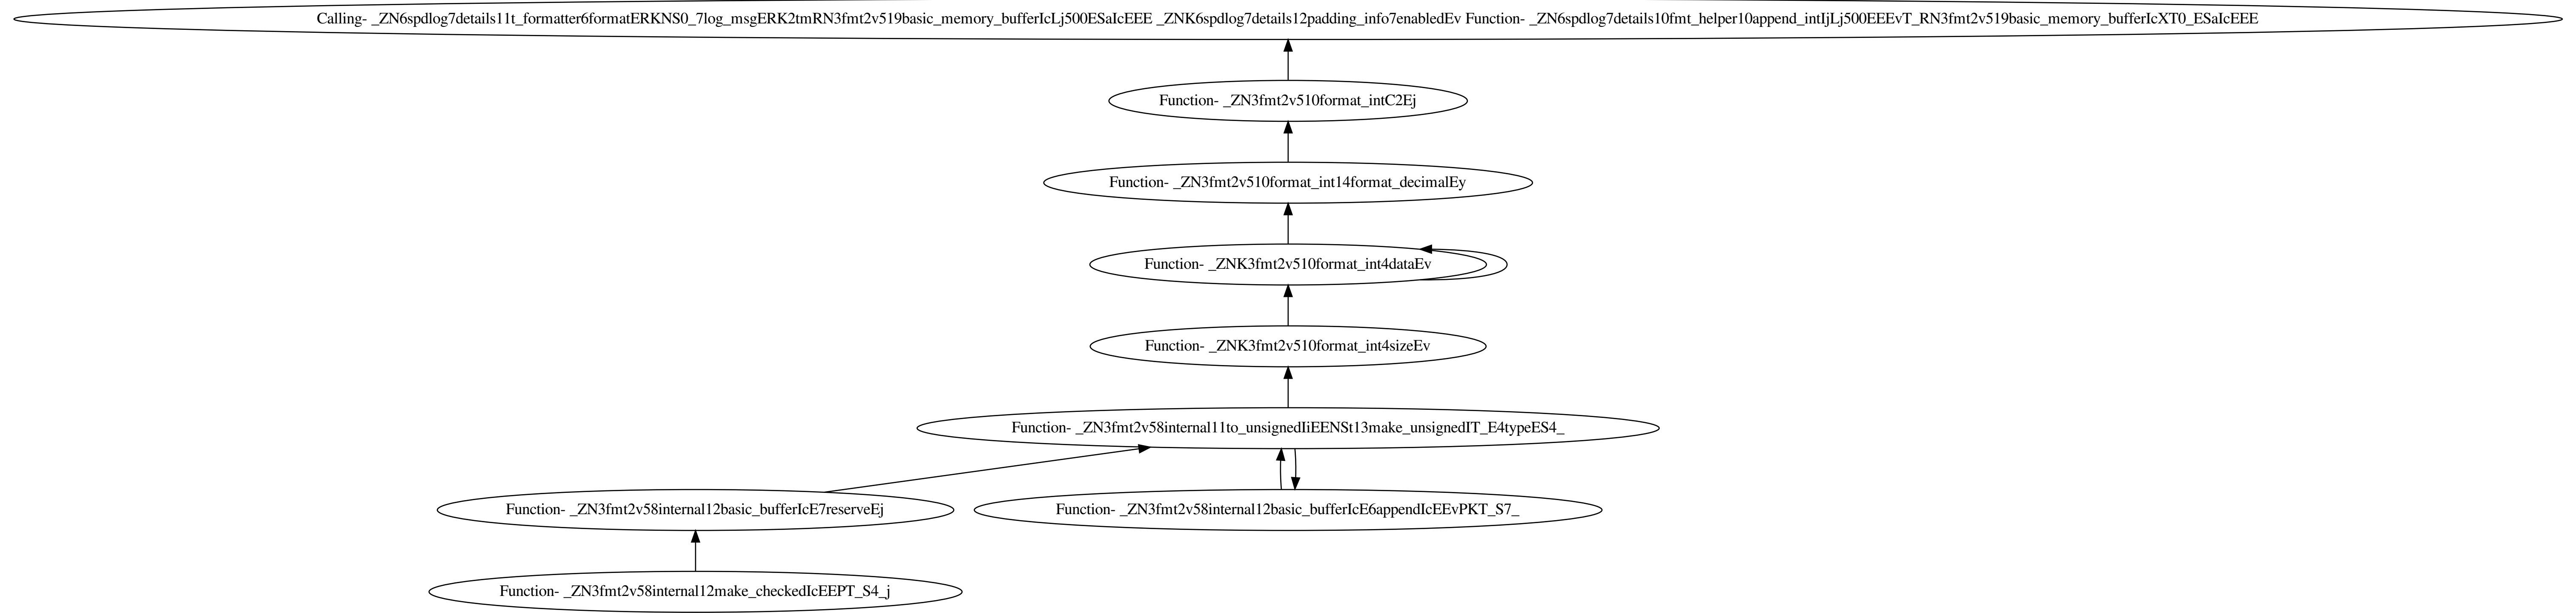 Calling- _ZN6spdlog7details11t_formatter6formatERKNS0_7log_msgERK2tmRN3fmt2v519basic_memory_bufferIcLj500ESaIcEEE _ZNK6spdlog7details12padding_info7enabledEv Function- _ZN6spdlog7details10fmt_helper10append_intIjLj500EEEvT_RN3fmt2v519basic_memory_bufferIcXT0_ESaIcEEE
Function- _ZN3fmt2v510format_intC2Ej
Function- _ZN3fmt2v510format_int14format_decimalEy
Function- _ZNK3fmt2v510format_int4dataEv
Function- _ZNK3fmt2v510format_int4sizeEv
Function- _ZN3fmt2v58internal11to_unsignedIiEENSt13make_unsignedIT_E4typeES4_
Function- _ZN3fmt2v58internal12basic_bufferIcE7reserveEj
Function- _ZN3fmt2v58internal12basic_bufferIcE6appendIcEEvPKT_S7_
Function- _ZN3fmt2v58internal12make_checkedIcEEPT_S4_j